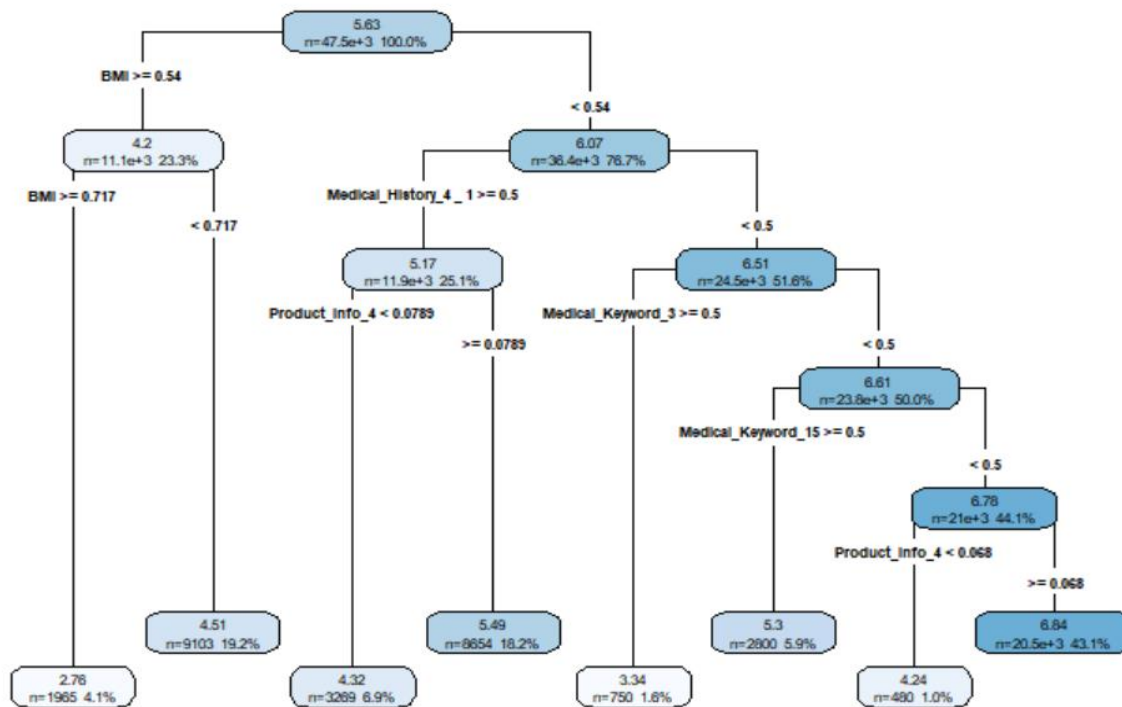 5.63
n=47.5e+3 100.0%
BMI >= 0.54
< 0.54
4.2
n=11.1e+3 23.3%
6.07
n=36.4e+3 76.7%
BMI >= 0.717
< 0.717
Medical_History_4 _ 1 >= 0.5
< 0.5
5.17
n=11.9e+3 25.1%
6.51
n=24.5e+3 51.6%
Product_Info_4 < 0.0789
>= 0.0789
Medical_Keyword_3 >= 0.5
< 0.5
6.61
n=23.8e+3 50.0%
Medical_Keyword_15 >= 0.5
< 0.5
6.78
n=21e+3 44.1%
Product_Info_4 < 0.068
>= 0.068
4.51
n=9103 19.2%
5.49
n=8654 18.2%
5.3
n=2800 5.9%
6.84
n=20.5e+3 43.1%
2.76
n=1965 4.1%
4.32
n=3269 6.9%
3.34
n=750 1.6%
4.24
n=480 1.0%